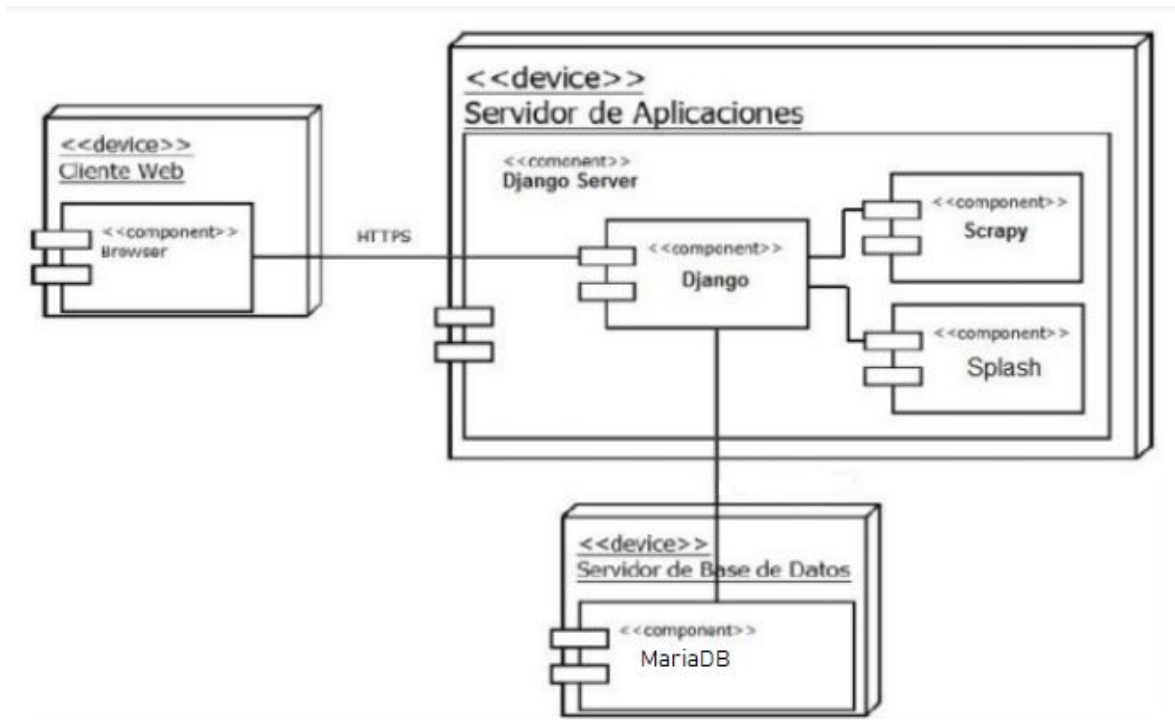 <<device>>
Servidor de Aplicaciones
<<device>>
Cliente Web
<<component>>
Browser
HTTPS
<<comonent>>
Django Server
<<component>>
Django
<<component>>
Scrapy
<<component>>
Splash
<<device>>
Servidor de Base de Datos
<<component>>
MariaDB